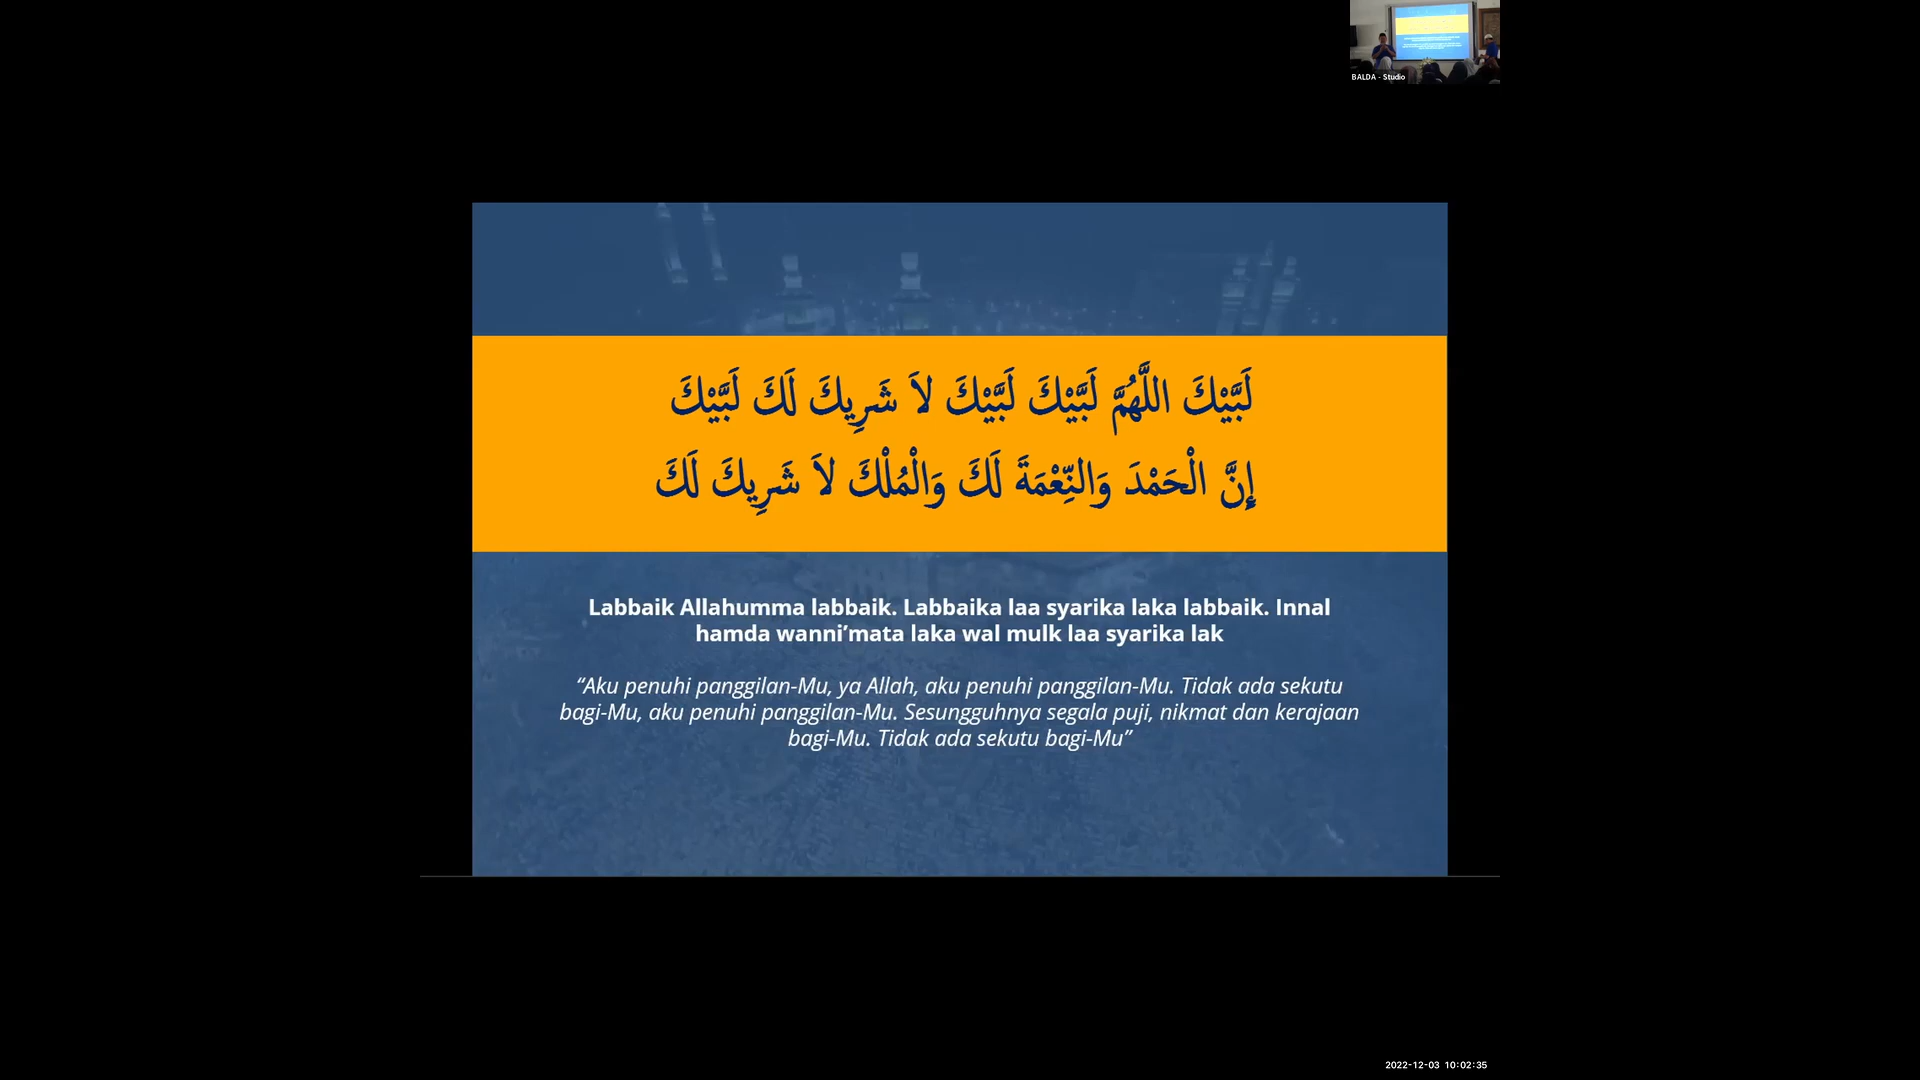 BALDA - Studio
لَبَّيْكَ اللَّهُمَّ لَبَّيْكَ لَبَّيْكَ لاَ شَرِيكَ لَكَ لَبَّيْكَ
إِنَّ الْحَمْدَ وَالنِّعْمَةَ لَكَ وَالْمُلْكَ لاَ شَرِيكَ لَكَ
Labbaik Allahumma labbaik. Labbaika laa syarika laka labbaik. Innal
hamda wanni’mata laka wal mulk laa syarika lak
“Aku penuhi panggilan-Mu, ya Allah, aku penuhi panggilan-Mu. Tidak ada sekutu
bagi-Mu, aku penuhi panggilan-Mu. Sesungguhnya segala puji, nikmat dan kerajaan
bagi-Mu. Tidak ada sekutu bagi-Mu”
2022-12-03 10:02:35